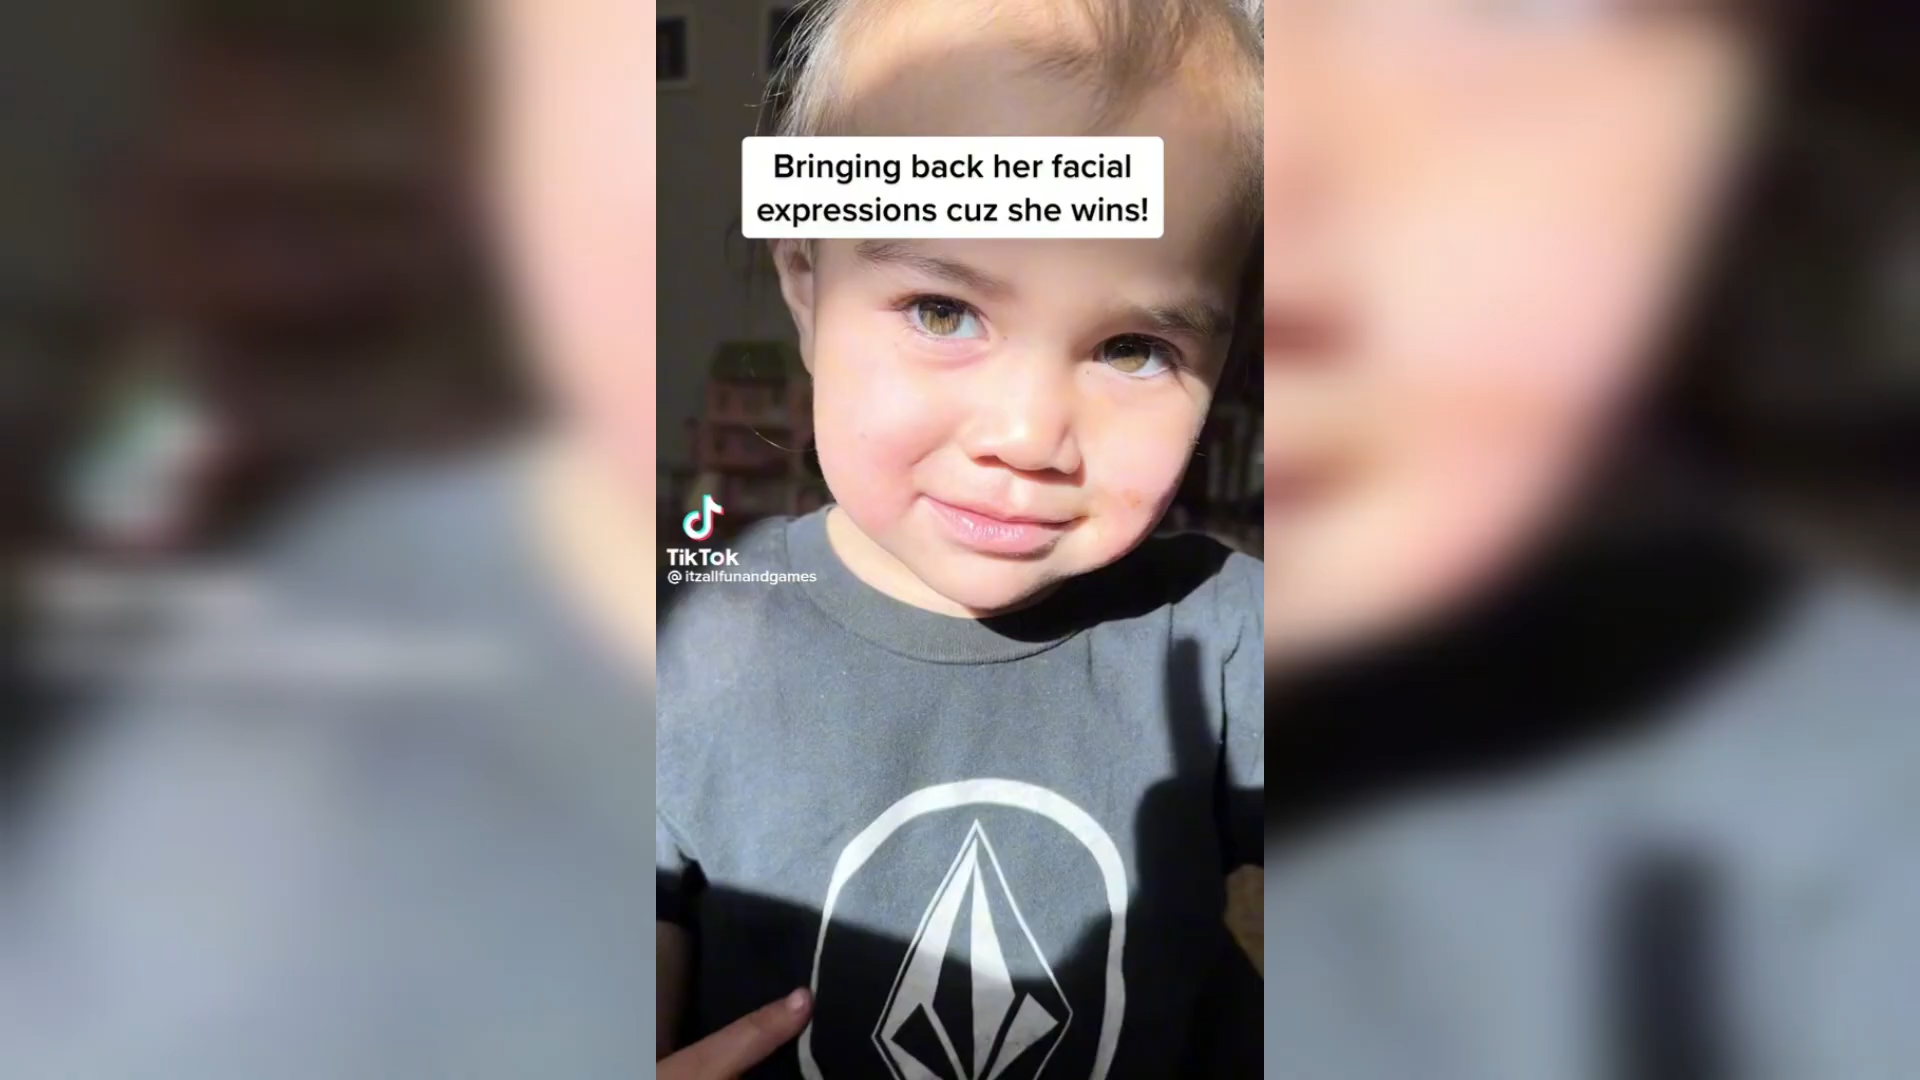 Bringing back her facial
expressions cuz she wins!
TikTok
@itzallfunandgames